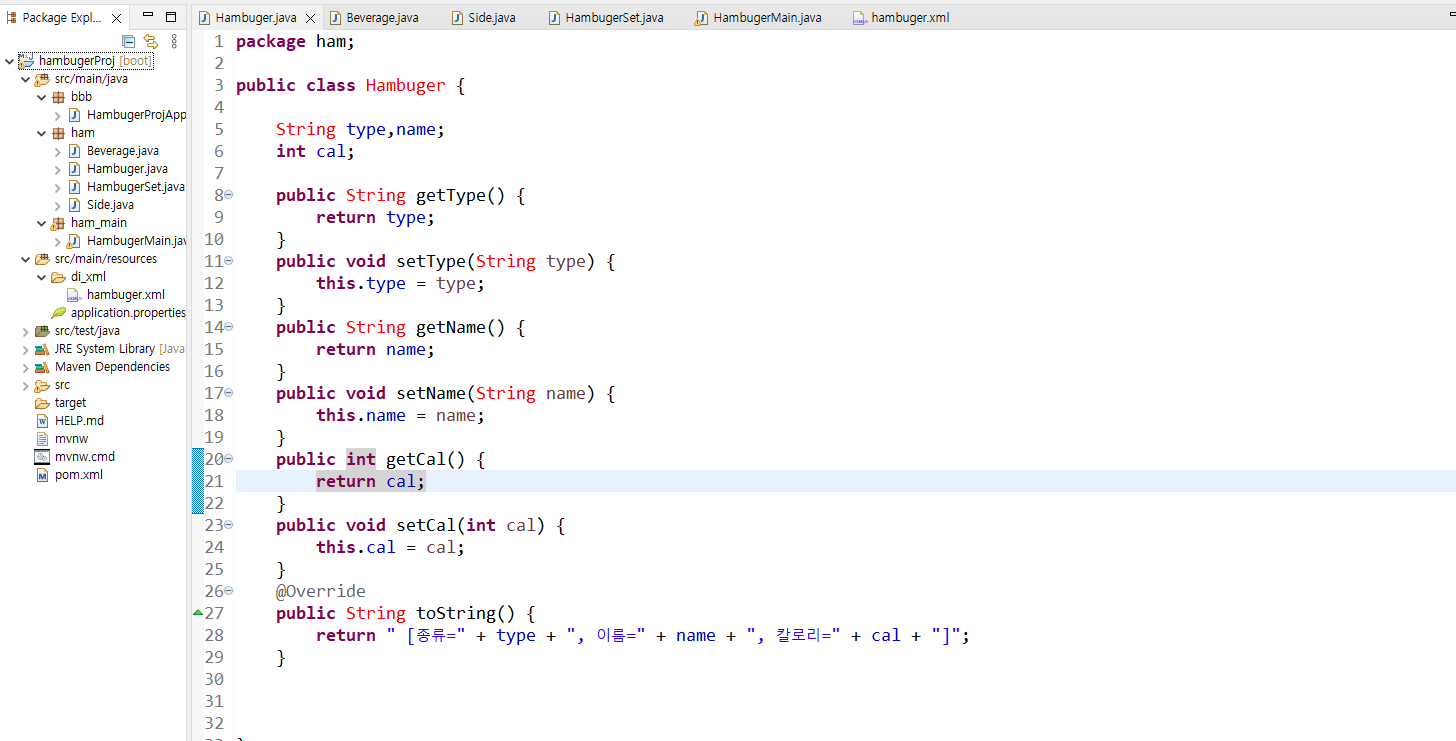 Package Expl...
hambugerProj [boot]
src/main/java
bbb
HambugerProjApp
ham
Beverage.java
Hambuger.java
HambugerSet.java
Side.java
ham_main
HambugerMain.jav
src/main/resources
di_xml
hambuger.xml
application.properties
src/test/java
JRE System Library [Java
Maven Dependencies
src
target
HELP.md
mvnw
mvnw.cmd
pom.xml
Hambuger.java Beverage.java Side.java HambugerSet.java HambugerMain.java hambuger.xml
1 package ham;
2
3 public class Hambuger {
4
5 String type,name;
6 int cal;
7
8 public String getType() {
9 return type;
10 }
11 public void setType(String type) {
12 this.type = type;
13 }
14 public String getName() {
15 return name;
16 }
17 public void setName(String name) {
18 this.name = name;
19 }
20 public int getCal() {
21 return cal;
22 }
23 public void setCal(int cal) {
24 this.cal = cal;
25 }
26 @Override
27 public String toString() {
28 return " [종류=" + type + ", 이름=" + name + ", 칼로리=" + cal + "]";
29 }
30
31
32